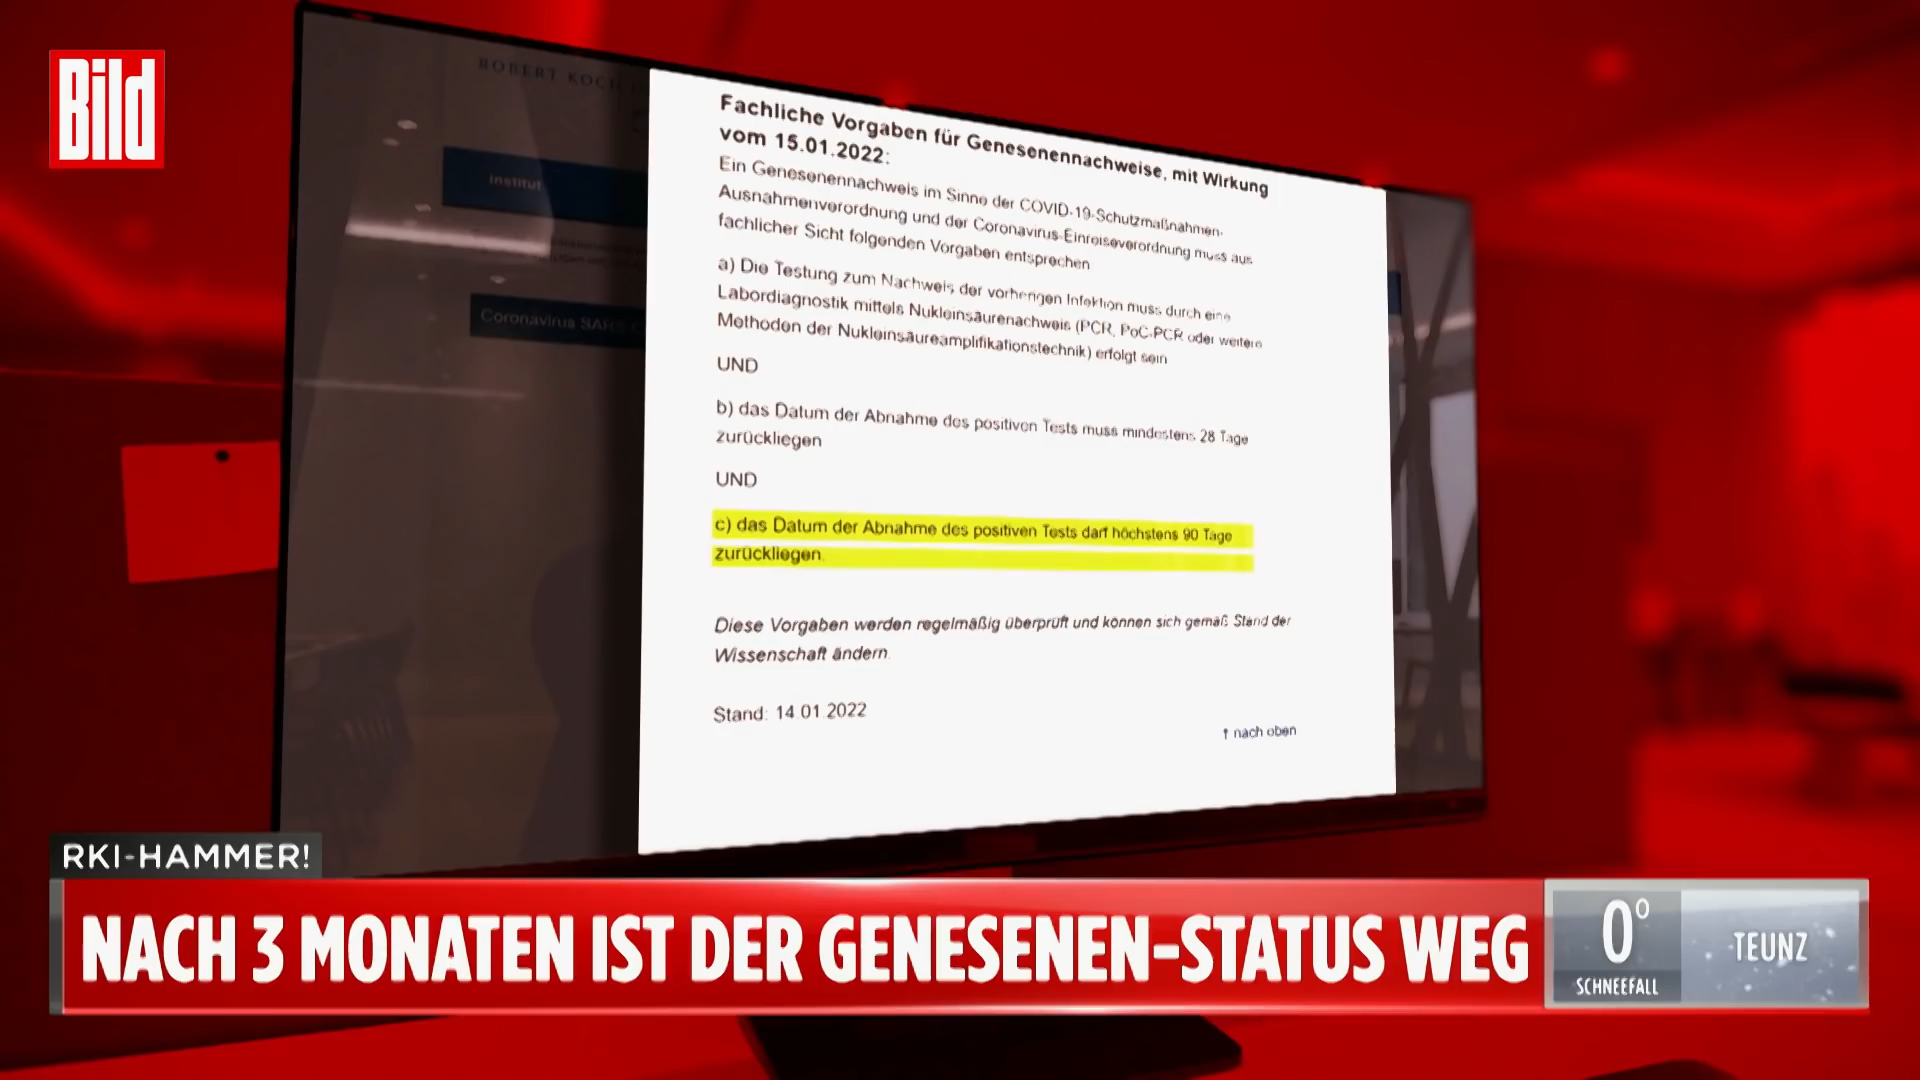 Bild
ROBERT KOCH
Institut
Coronavirus SARS
Fachliche Vorgaben für Genesenennachweise, mit Wirkung
vom 15.01.2022:
Ein Genesenennachweis im Sinne der COVID-19-Schutzmaßnahmen-
Ausnahmenverordnung und der Coronavirus-Einreiseverordnung muss aus
fachlicher Sicht folgenden Vorgaben entsprechen
a) Die Testung zum Nachweis der vorherigen Infektion muss durch eine
Labordiagnostik mittels Nukleinsäurenachweis (PCR, PoC-PCR oder weitere
Methoden der Nukleinsäureamplifikationstechnik) erfolgt sein
UND
b) das Datum der Abnahme des positiven Tests muss mindestens 28 Tage
zurückliegen
UND
c) das Datum der Abnahme des positiven Tests darf höchstens 90 Tage
zurückliegen.
Diese Vorgaben werden regelmäßig überprüft und können sich gemäß Stand der
Wissenschaft ändern.
Stand: 14.01.2022
↑ nach oben
RKI-HAMMER!
NACH 3 MONATEN IST DER GENESENEN-STATUS WEG
0°
SCHNEEFALL
TEUNZ